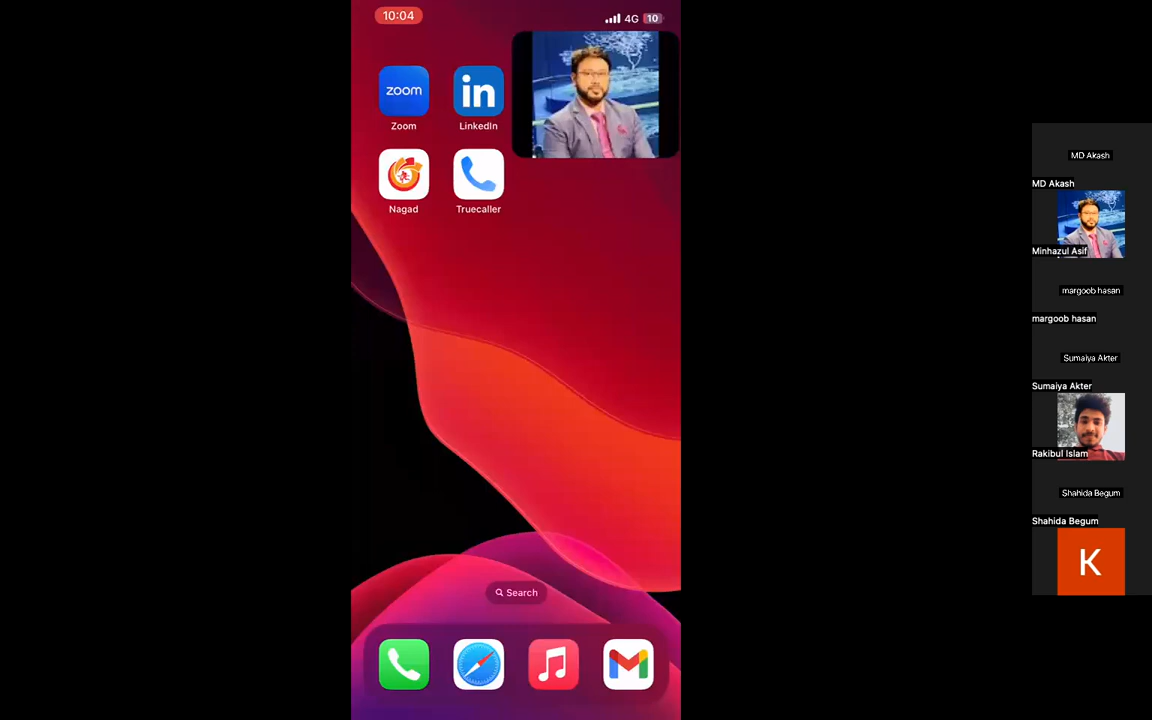 10:04
4G 10
zoom
in
Zoom
LinkedIn
Nagad
Truecaller
Search
MD Akash
MD Akash
Minhazul Asif
margoob hasan
margoob hasan
Sumaiya Akter
Sumaiya Akter
Rakibul Islam
Shahida Begum
Shahida Begum
K